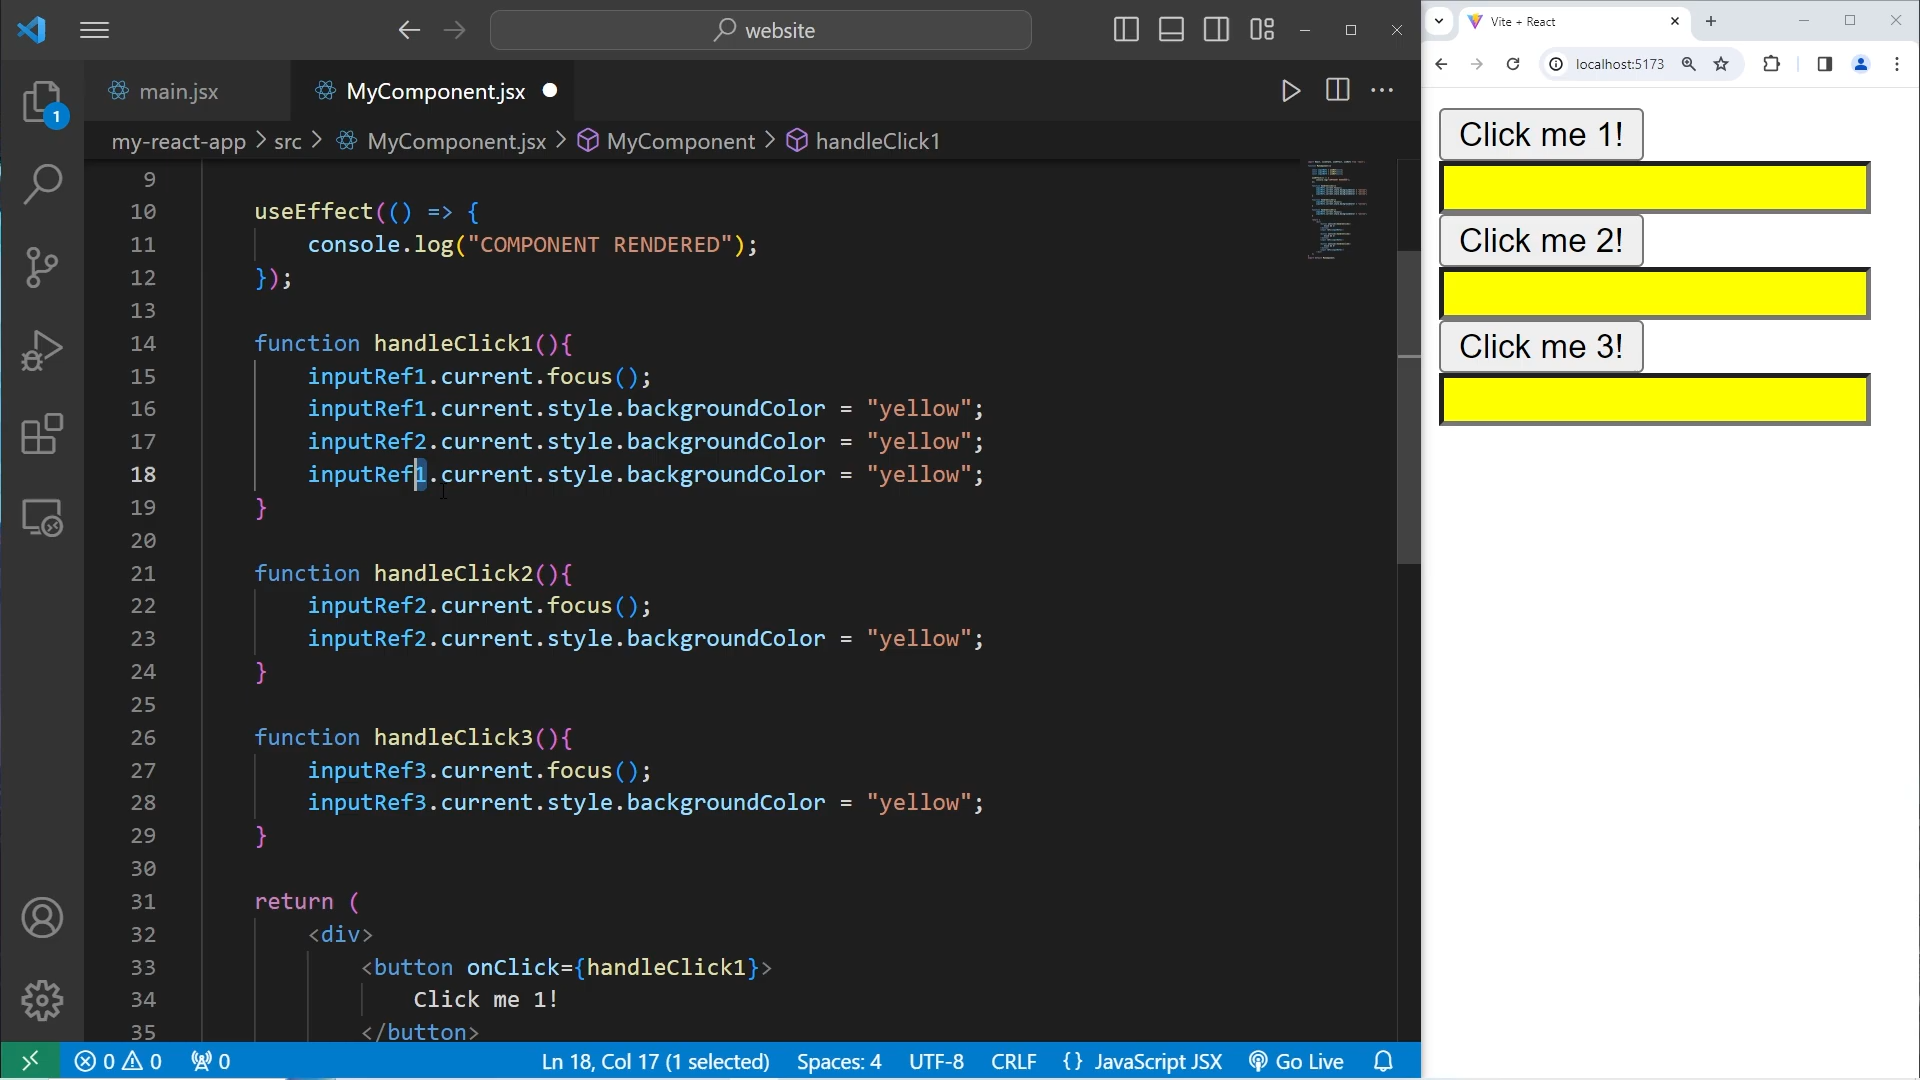 website
Vite + React
localhost:5173
main.jsx
MyComponent.jsx
1
my-react-app > src > MyComponent.jsx > MyComponent > handleClick1
9
10 useEffect(() => {
11 console.log("COMPONENT RENDERED");
12 });
13
14 function handleClick1(){
15 inputRef1.current.focus();
16 inputRef1.current.style.backgroundColor = "yellow";
17 inputRef2.current.style.backgroundColor = "yellow";
18 inputRef1.current.style.backgroundColor = "yellow";
19 }
20
21 function handleClick2(){
22 inputRef2.current.focus();
23 inputRef2.current.style.backgroundColor = "yellow";
24 }
25
26 function handleClick3(){
27 inputRef3.current.focus();
28 inputRef3.current.style.backgroundColor = "yellow";
29 }
30
31 return (
32 <div>
33 <button onClick={handleClick1}>
34 Click me 1!
35 </button>
Click me 1!
Click me 2!
Click me 3!
0 0 0 Ln 18, Col 17 (1 selected) Spaces: 4 UTF-8 CRLF {} JavaScript JSX Go Live